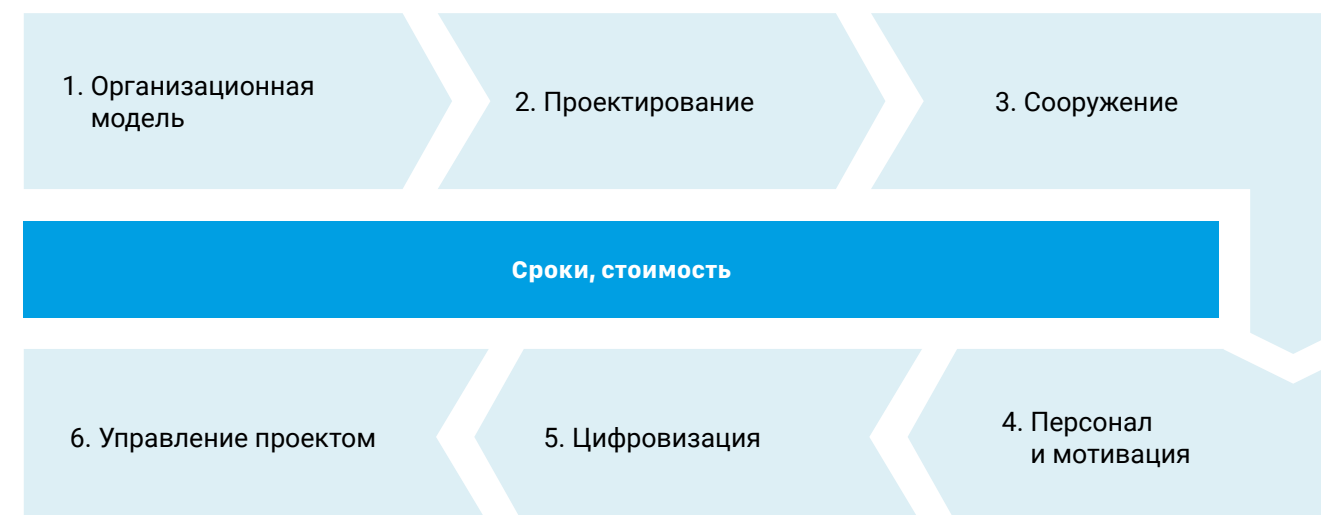 1. Организационная
модель
2. Проектирование
3. Сооружение
Сроки, стоимость
4. Персонал
и мотивация
5. Цифровизация
6. Управление проектом